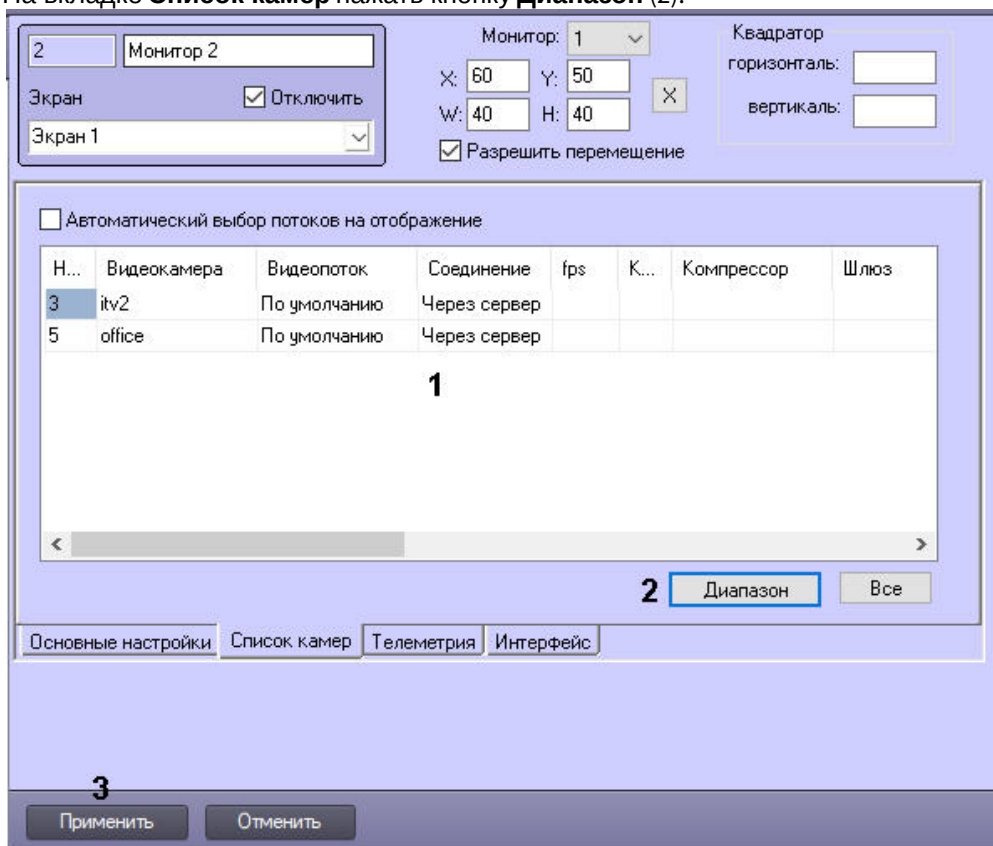 На вкладке Список камер нажать кнопку Диапазон (2).
2 Монитор 2
Экран Отключить
Экран 1
Монитор: 1
X: 60 Y: 50 X
W: 40 H: 40
Разрешить перемещение
Квадратор
горизонталь:
вертикаль:
Автоматический выбор потоков на отображение
Н... Видеокамера Видеопоток Соединение fps К... Компрессор Шлюз
3 itv2 По умолчанию Через сервер
5 office По умолчанию Через сервер
1
2 Диапазон Все
Основные настройки Список камер Телеметрия Интерфейс
3
Применить Отменить